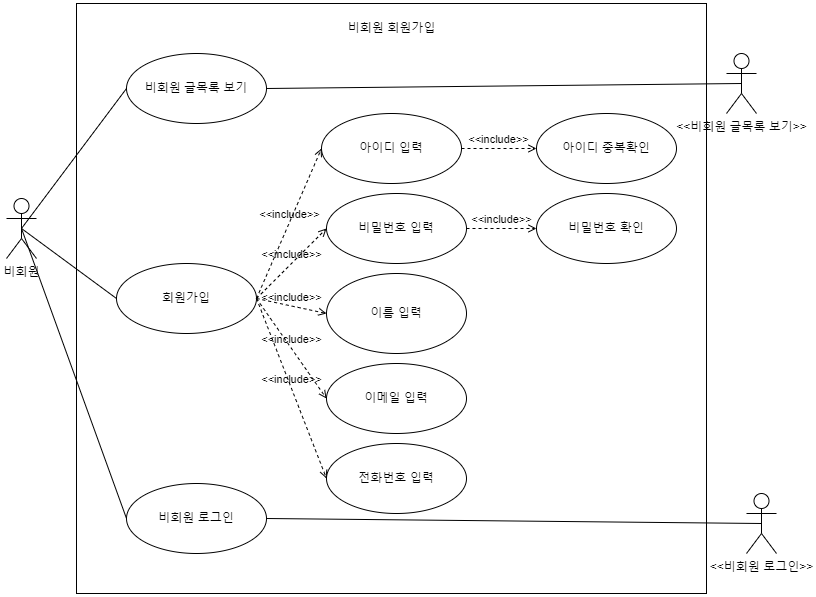 비회원 회원가입
비회원 글목록 보기
<<비회원 글목록 보기>>
아이디 입력
<<include>>
아이디 중복확인
<<include>>
비밀번호 입력
<<include>>
비밀번호 확인
<<include>>
비회원
회원가입
<<include>>
이름 입력
<<include>>
<<include>>
이메일 입력
전화번호 입력
비회원 로그인
<<비회원 로그인>>